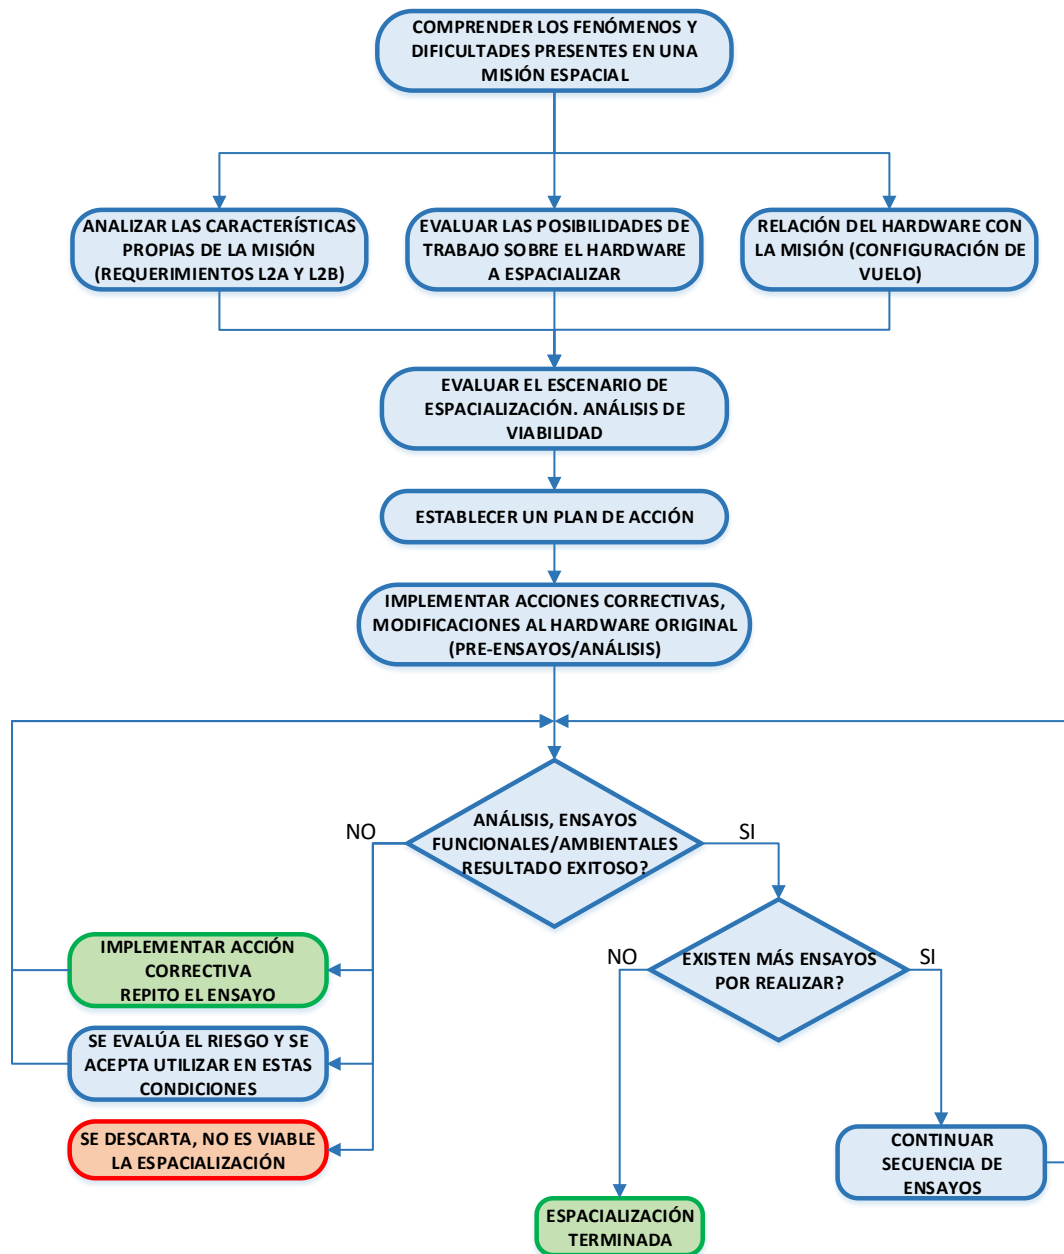 COMPRENDER LOS FENÓMENOS Y
DIFICULTADES PRESENTES EN UNA
MISIÓN ESPACIAL
ANALIZAR LAS CARACTERÍSTICAS
PROPIAS DE LA MISIÓN
(REQUERIMIENTOS L2A Y L2B)
EVALUAR LAS POSIBILIDADES DE
TRABAJO SOBRE EL HARDWARE
A ESPACIALIZAR
RELACIÓN DEL HARDWARE CON
LA MISIÓN (CONFIGURACIÓN DE
VUELO)
EVALUAR EL ESCENARIO DE
ESPACIALIZACIÓN. ANÁLISIS DE
VIABILIDAD
ESTABLECER UN PLAN DE ACCIÓN
IMPLEMENTAR ACCIONES CORRECTIVAS,
MODIFICACIONES AL HARDWARE ORIGINAL
(PRE-ENSAYOS/ANÁLISIS)
ANÁLISIS, ENSAYOS
FUNCIONALES/AMBIENTALES
RESULTADO EXITOSO?
NO
SI
IMPLEMENTAR ACCIÓN
CORRECTIVA
REPITO EL ENSAYO
SE EVALÚA EL RIESGO Y SE
ACEPTA UTILIZAR EN ESTAS
CONDICIONES
SE DESCARTA, NO ES VIABLE
LA ESPACIALIZACIÓN
EXISTEN MÁS ENSAYOS
POR REALIZAR?
NO
SI
CONTINUAR
SECUENCIA DE
ENSAYOS
ESPACIALIZACIÓN
TERMINADA